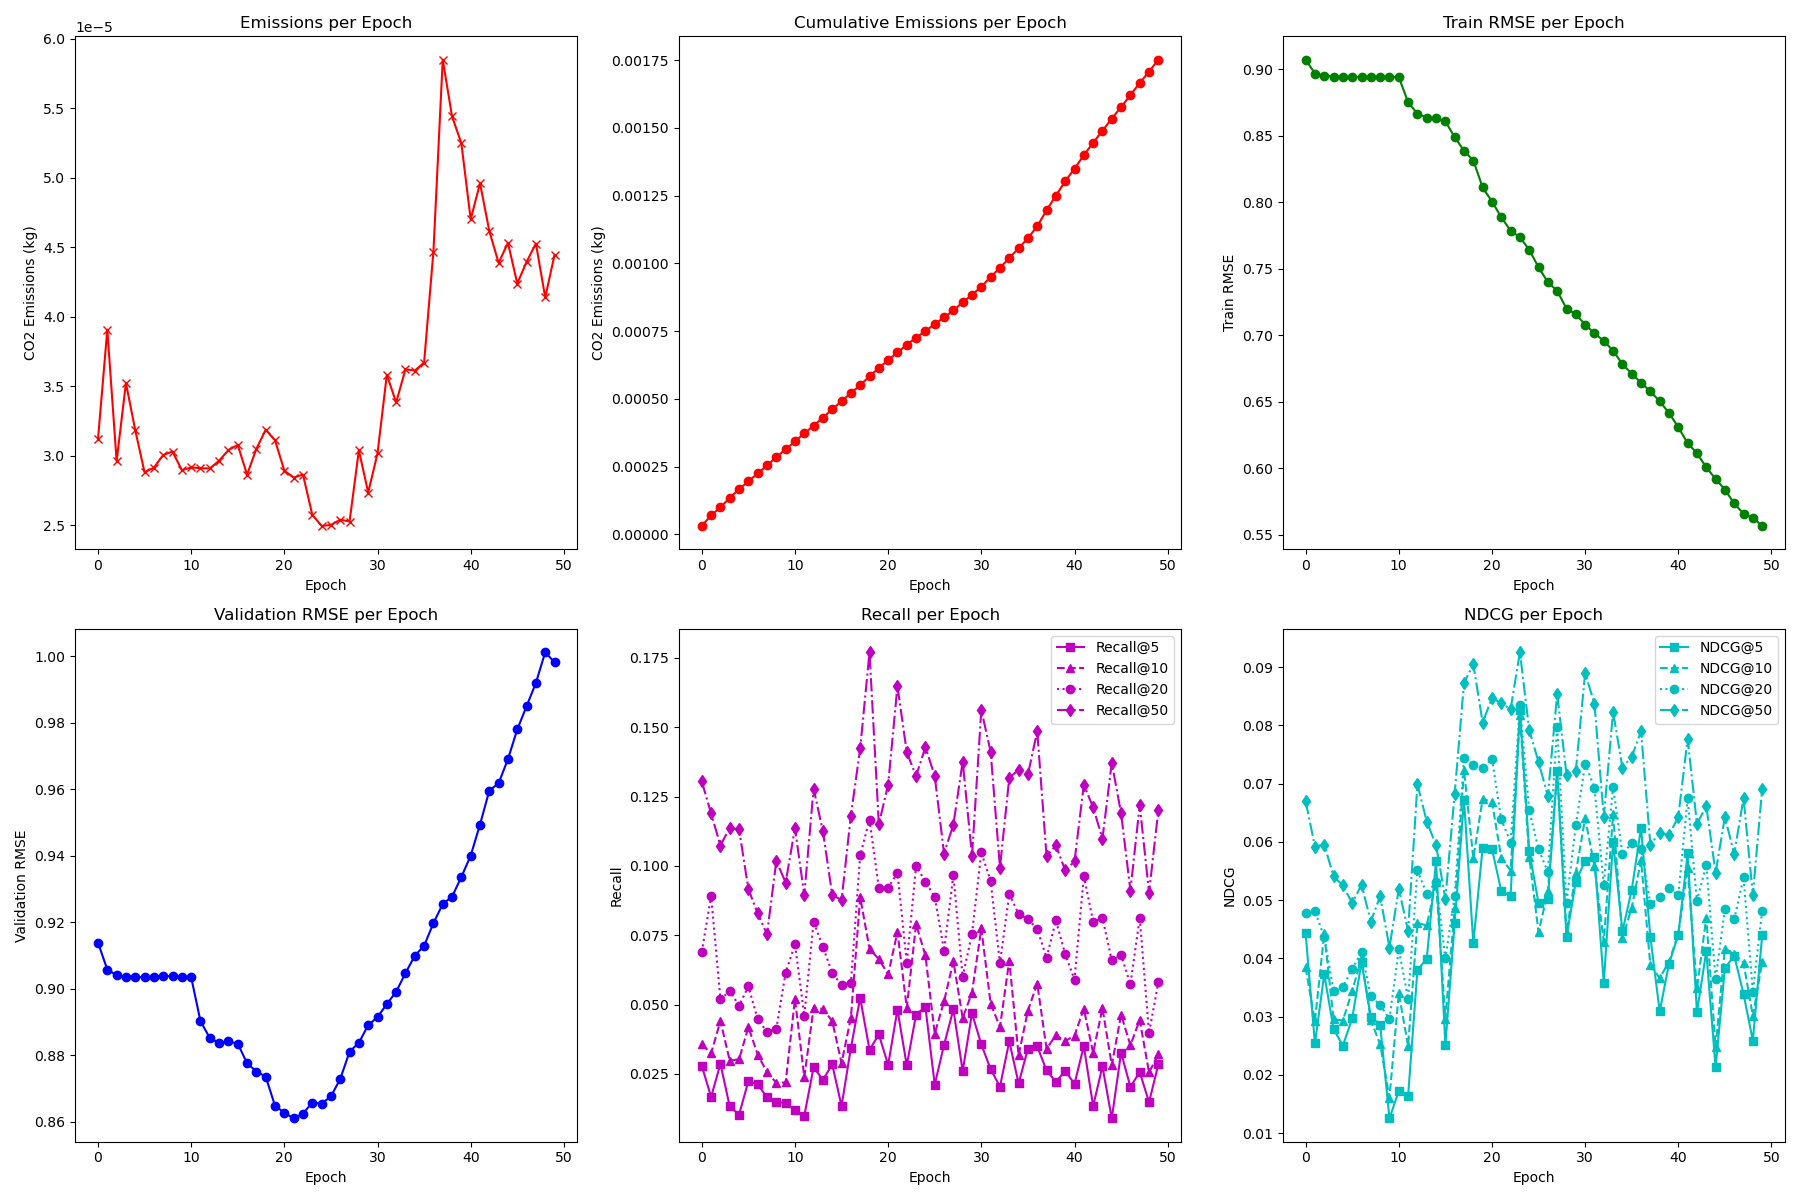 Emissions per Epoch
1e−5
6.0
5.5
5.0
4.5
4.0
3.5
3.0
2.5
CO2 Emissions (kg)
0 10 20 30 40 50
Epoch
Cumulative Emissions per Epoch
0.00175
0.00150
0.00125
0.00100
0.00075
0.00050
0.00025
0.00000
CO2 Emissions (kg)
0 10 20 30 40 50
Epoch
Train RMSE per Epoch
0.90
0.85
0.80
0.75
0.70
0.65
0.60
0.55
Train RMSE
0 10 20 30 40 50
Epoch
Validation RMSE per Epoch
1.00
0.98
0.96
0.94
0.92
0.90
0.88
0.86
Validation RMSE
0 10 20 30 40 50
Epoch
Recall per Epoch
0.175
0.150
0.125
0.100
0.075
0.050
0.025
Recall
Recall@5
Recall@10
Recall@20
Recall@50
0 10 20 30 40 50
Epoch
NDCG per Epoch
0.09
0.08
0.07
0.06
0.05
0.04
0.03
0.02
0.01
NDCG
NDCG@5
NDCG@10
NDCG@20
NDCG@50
0 10 20 30 40 50
Epoch